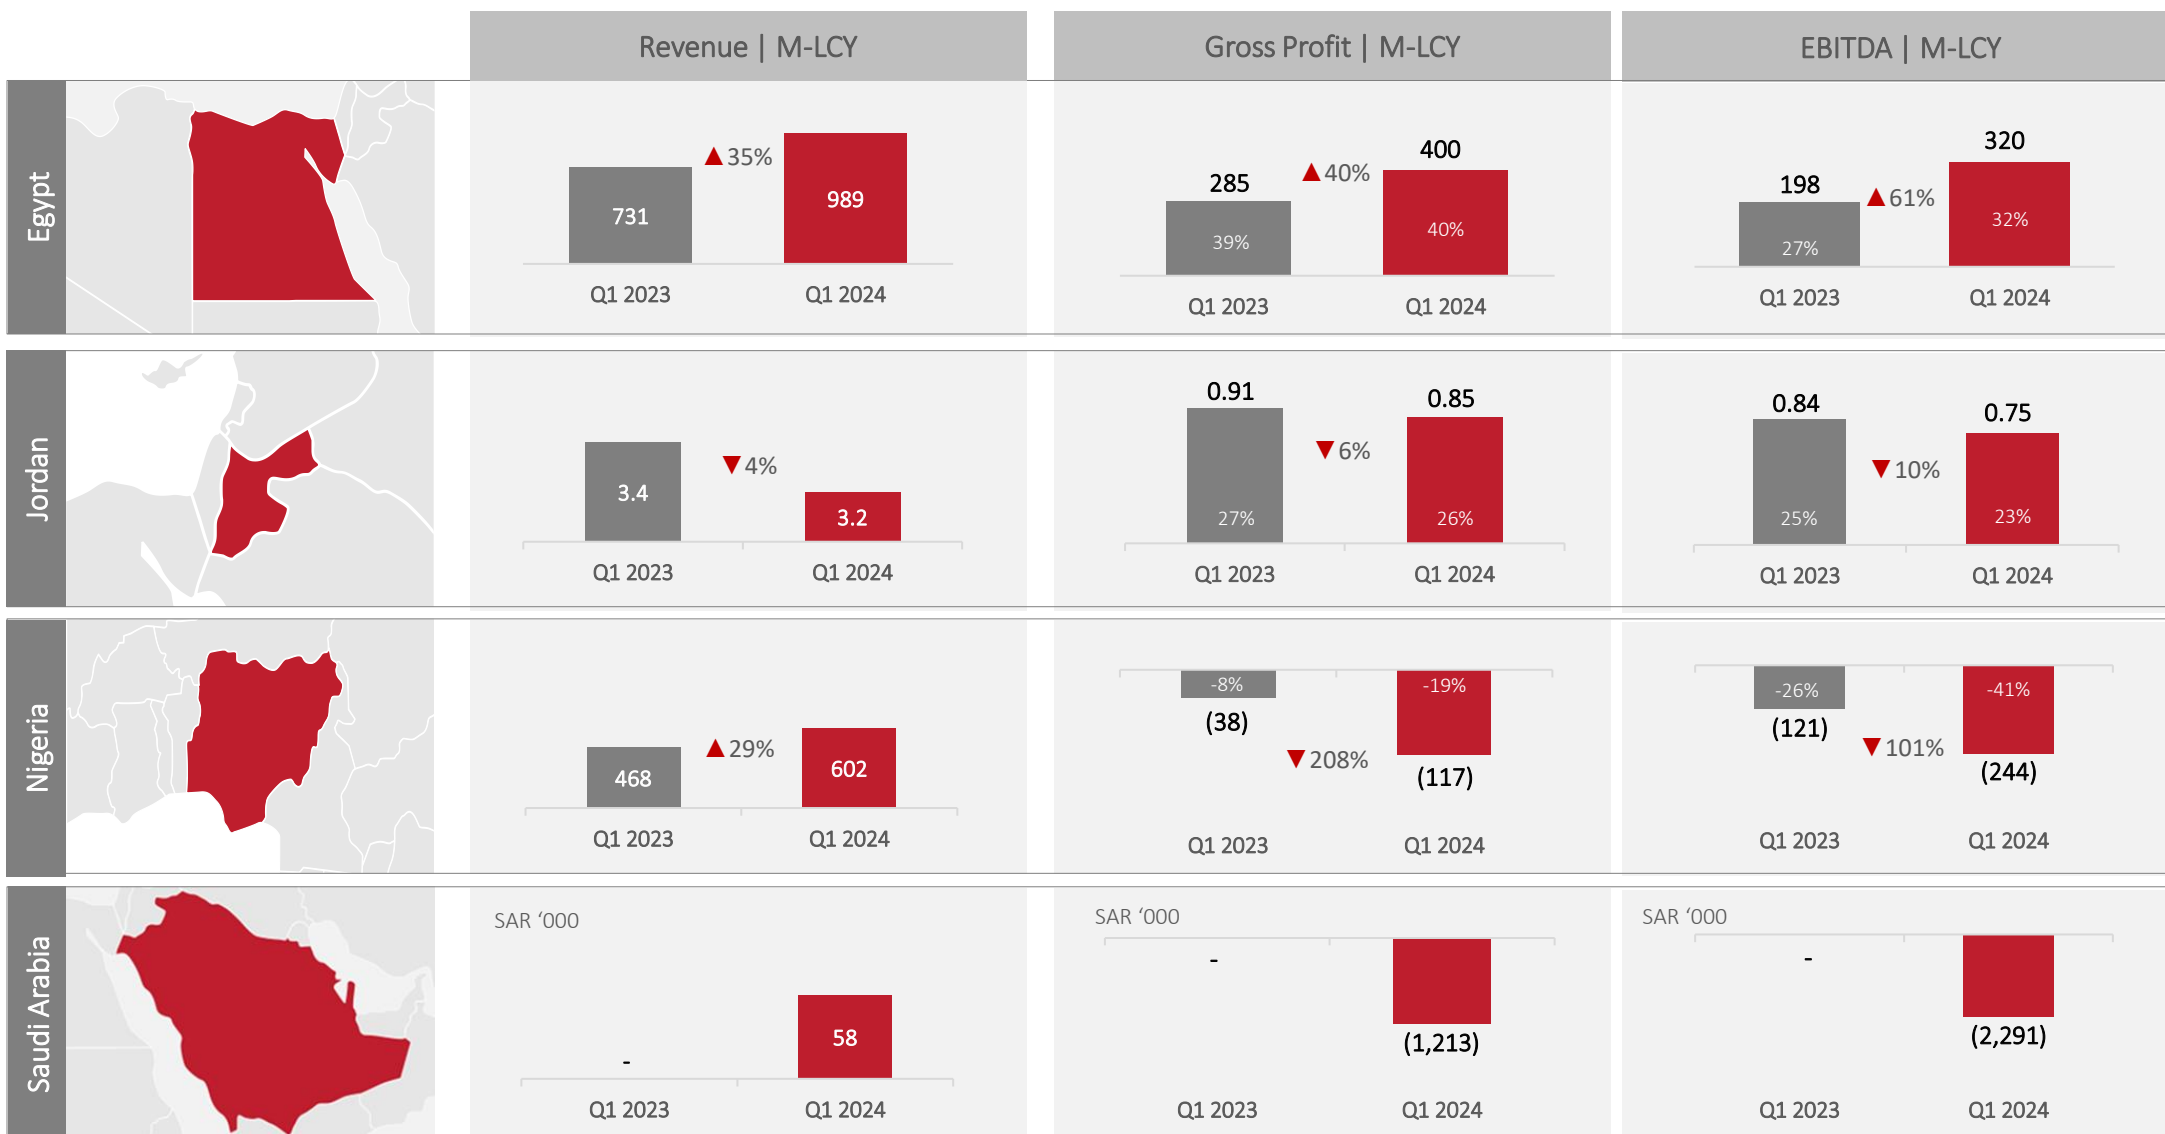 Revenue | M-LCY
Gross Profit | M-LCY
EBITDA | M-LCY
Egypt
731
▲35%
989
Q1 2023
Q1 2024
285
39%
▲40%
400
40%
Q1 2023
Q1 2024
198
27%
▲61%
320
32%
Q1 2023
Q1 2024
Jordan
3.4
▼4%
3.2
Q1 2023
Q1 2024
0.91
27%
▼6%
0.85
26%
Q1 2023
Q1 2024
0.84
25%
▼10%
0.75
23%
Q1 2023
Q1 2024
Nigeria
468
▲29%
602
Q1 2023
Q1 2024
-8%
(38)
▼208%
-19%
(117)
Q1 2023
Q1 2024
-26%
(121)
▼101%
-41%
(244)
Q1 2023
Q1 2024
Saudi Arabia
SAR ‘000
-
58
Q1 2023
Q1 2024
SAR ‘000
-
(1,213)
Q1 2023
Q1 2024
SAR ‘000
-
(2,291)
Q1 2023
Q1 2024